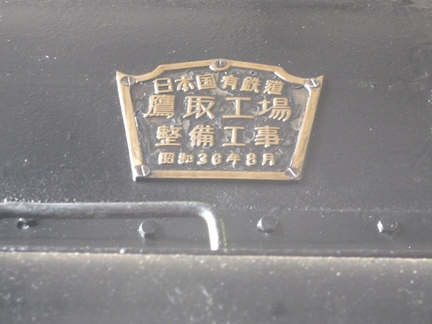 日本国有鉄道
鷹取工場
整備工事
昭和36年8月